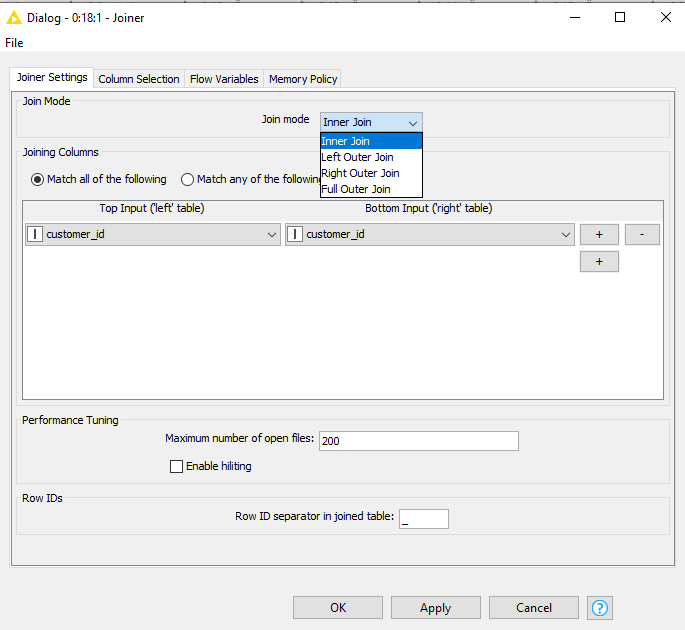 Dialog - 0:18:1 - Joiner
File
Joiner Settings Column Selection Flow Variables Memory Policy
Join Mode
Join mode Inner Join
Inner Join
Left Outer Join
Right Outer Join
Full Outer Join
Joining Columns
Match all of the following Match any of the following
Top Input ('left' table) Bottom Input ('right' table)
I customer_id I customer_id + -
+
Performance Tuning
Maximum number of open files: 200
Enable hiliting
Row IDs
Row ID separator in joined table: _
OK Apply Cancel ?